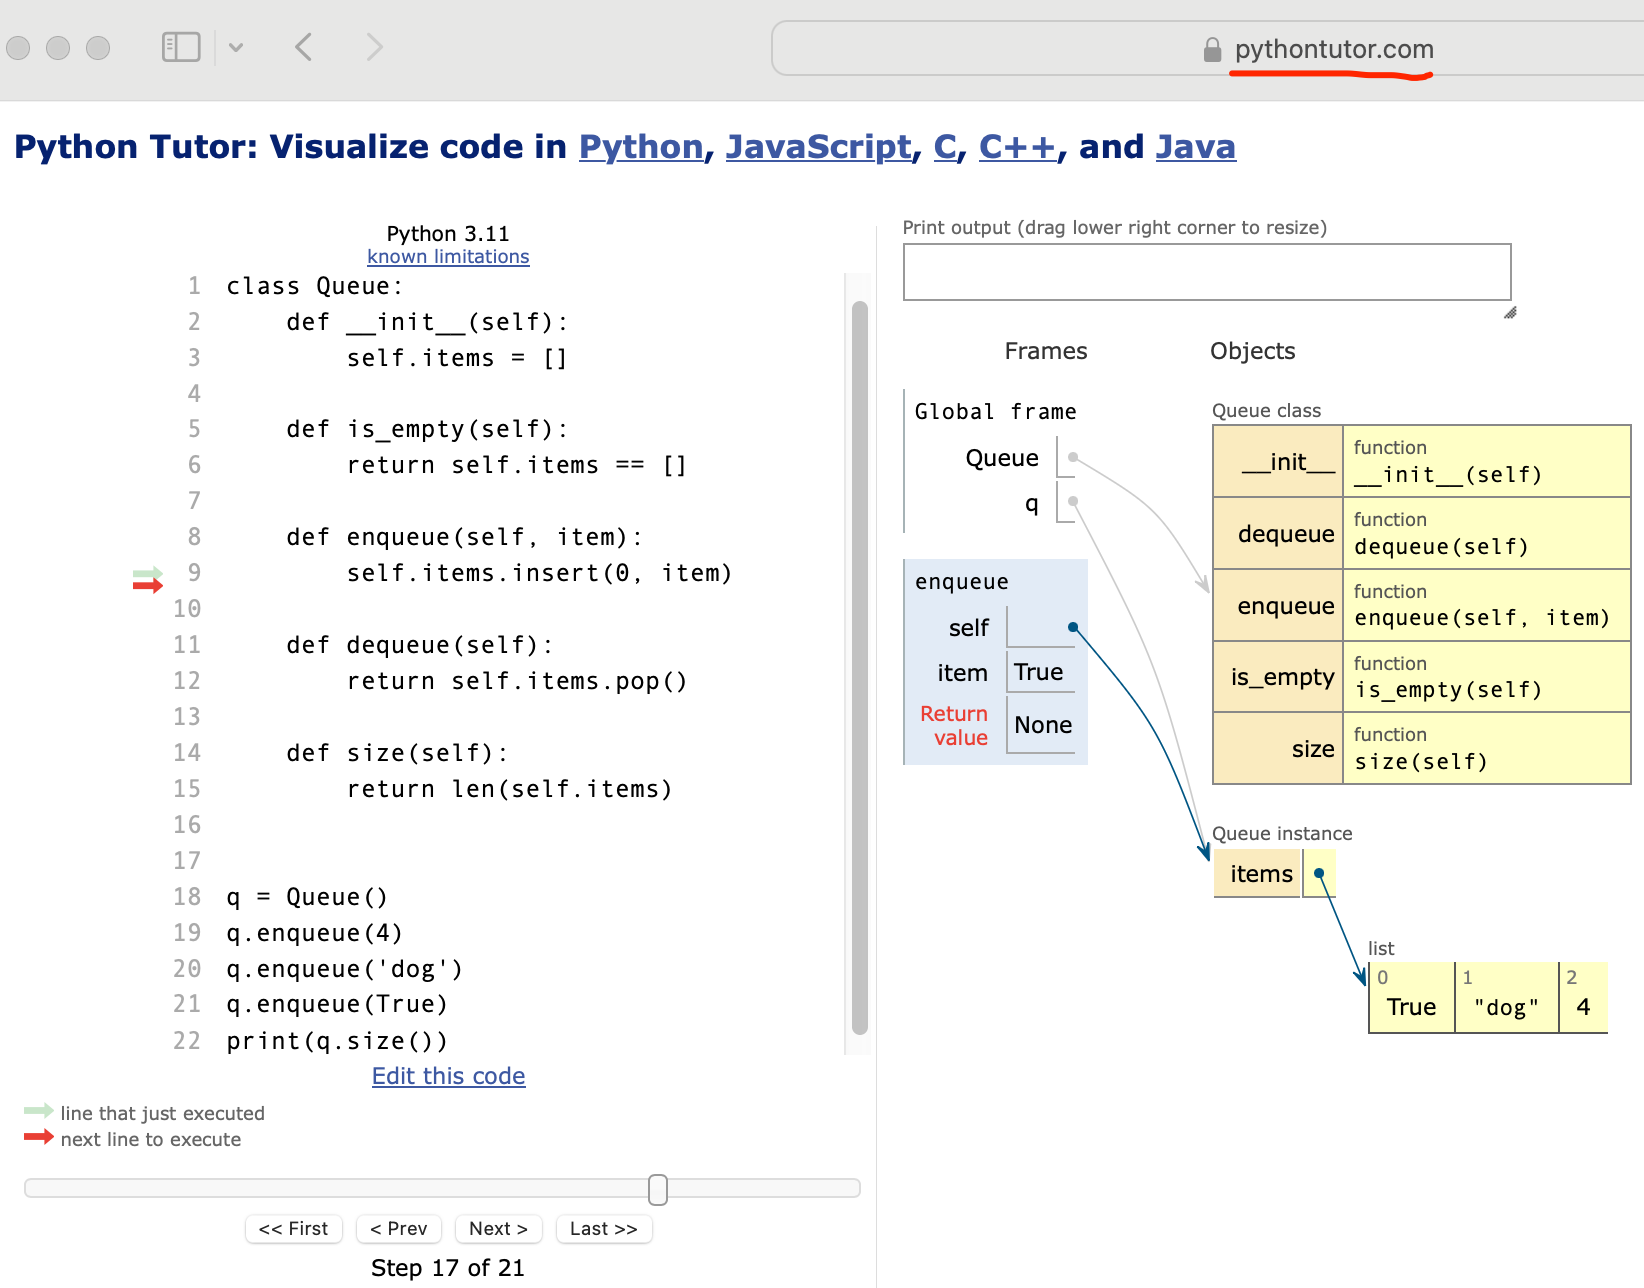 pythontutor.com
Python Tutor: Visualize code in Python, JavaScript, C, C++, and Java
Python 3.11
known limitations
1 class Queue:
2     def __init__(self):
3         self.items = []
4
5     def is_empty(self):
6         return self.items == []
7
8     def enqueue(self, item):
9         self.items.insert(0, item)
10
11     def dequeue(self):
12         return self.items.pop()
13
14     def size(self):
15         return len(self.items)
16
17
18 q = Queue()
19 q.enqueue(4)
20 q.enqueue('dog')
21 q.enqueue(True)
22 print(q.size())
Edit this code
line that just executed
next line to execute
<< First < Prev Next > Last >>
Step 17 of 21
Print output (drag lower right corner to resize)
Frames Objects
Global frame
Queue
q
enqueue
self
item True
Return
value None
Queue class
__init__ function
__init__(self)
dequeue function
dequeue(self)
enqueue function
enqueue(self, item)
is_empty function
is_empty(self)
size function
size(self)
Queue instance
items
list
0 1 2
True "dog" 4